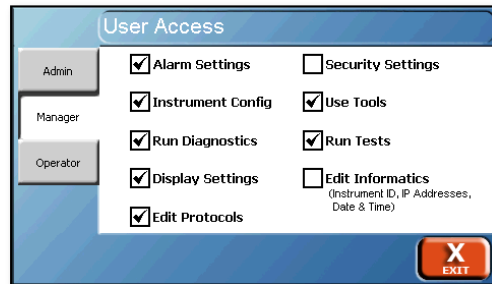 User Access
Admin
Manager
Operator
Alarm Settings
Instrument Config
Run Diagnostics
Display Settings
Edit Protocols
Security Settings
Use Tools
Run Tests
Edit Informatics
(Instrument ID, IP Addresses,
Date & Time)
X
EXIT